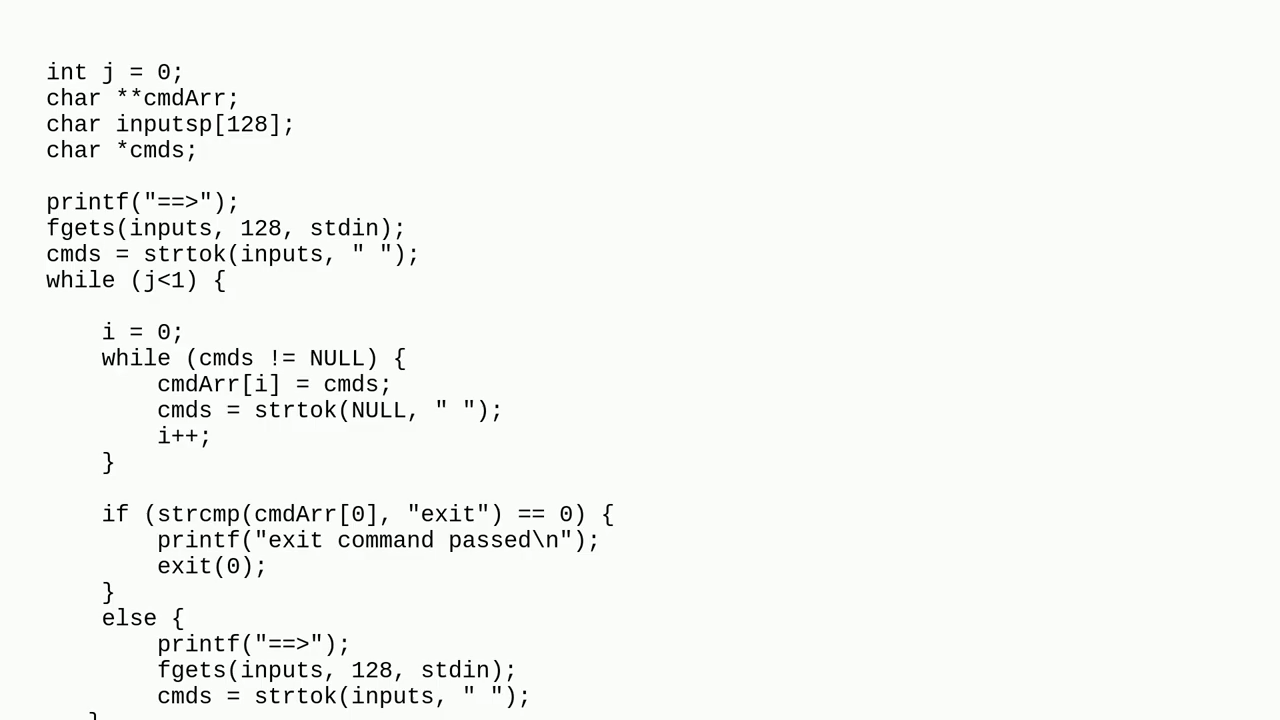 int j = 0;
char **cmdArr;
char inputsp[128];
char *cmds;
printf("==>");
fgets(inputs, 128, stdin);
cmds = strtok(inputs, " ");
while (j<1) {
i = 0;
while (cmds != NULL) {
cmdArr[i] = cmds;
cmds = strtok(NULL, " ");
i++;
}
if (strcmp(cmdArr[0], "exit") == 0) {
printf("exit command passed\n");
exit(0);
}
else {
printf("==>");
fgets(inputs, 128, stdin);
cmds = strtok(inputs, " ");
}